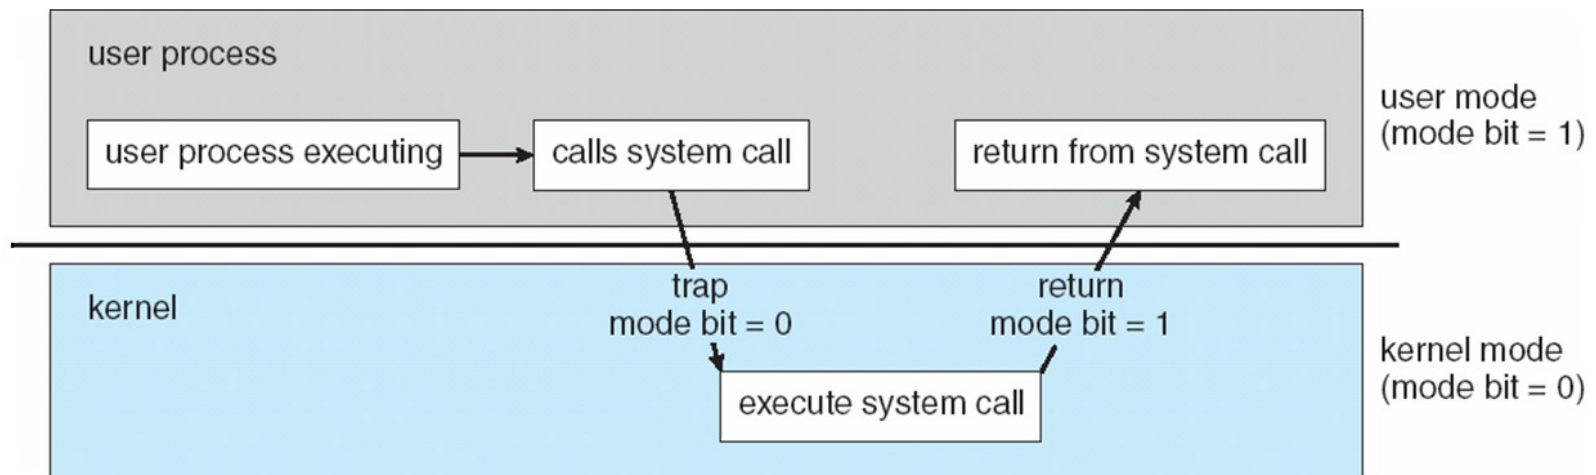 user process
user process executing
calls system call
return from system call
user mode
(mode bit = 1)
kernel
trap
mode bit = 0
return
mode bit = 1
execute system call
kernel mode
(mode bit = 0)